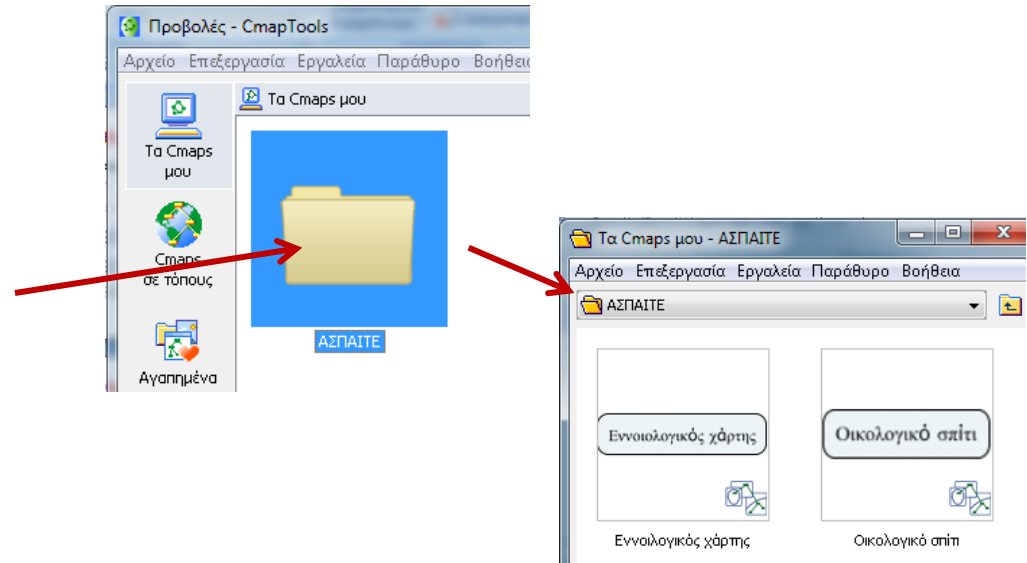 Προβολές - CmapTools
Αρχείο Επεξεργασία Εργαλεία Παράθυρο Βοήθεια
Τα Cmaps μου
Τα Cmaps
μου
Cmaps
σε τόπους
Αγαπημένα
ΑΣΠΑΙΤΕ
Τα Cmaps μου - ΑΣΠΑΙΤΕ
Αρχείο Επεξεργασία Εργαλεία Παράθυρο Βοήθεια
ΑΣΠΑΙΤΕ
Εννοιολογικός χάρτης
Οικολογικό σπίτι
Εννοιλογικός χάρτης
Οικολογικό σπίτι